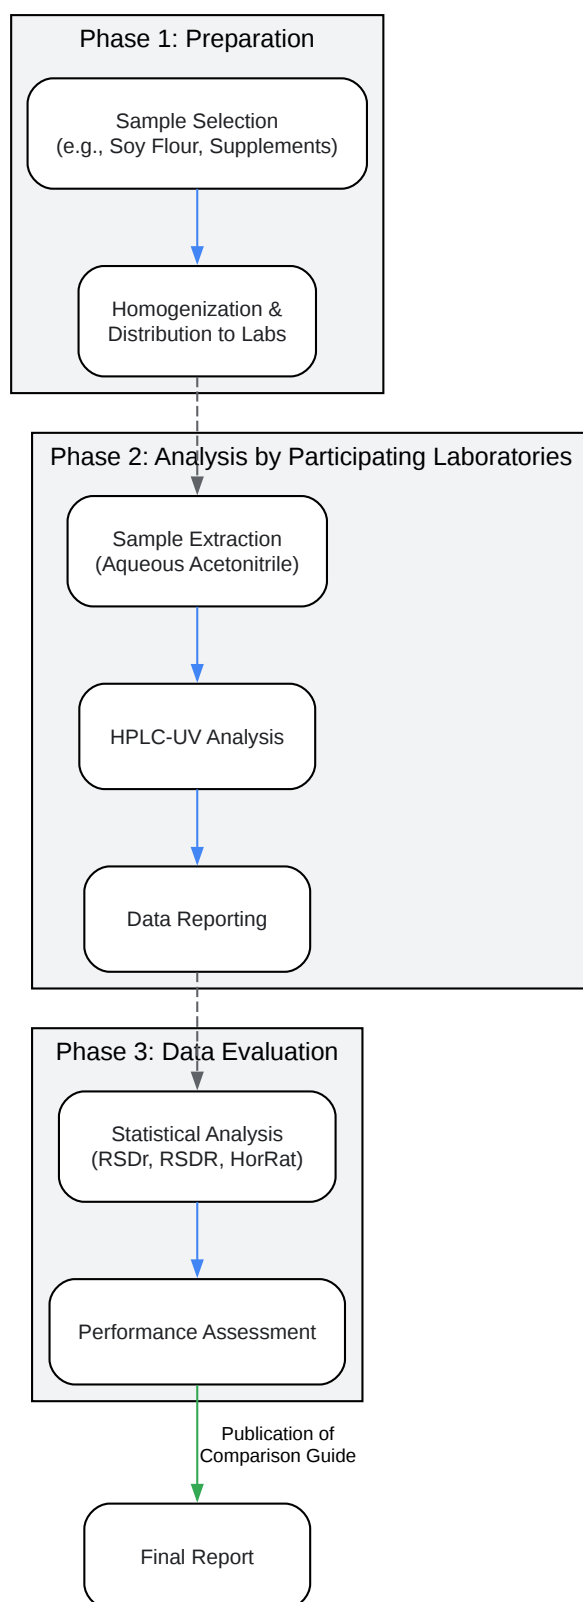 Phase 1: Preparation
Sample Selection
(e.g., Soy Flour, Supplements)
Homogenization &
Distribution to Labs
Phase 2: Analysis by Participating Laboratories
Sample Extraction
(Aqueous Acetonitrile)
HPLC-UV Analysis
Data Reporting
Phase 3: Data Evaluation
Statistical Analysis
(RSDr, RSDR, HorRat)
Performance Assessment
Publication of
Comparison Guide
Final Report